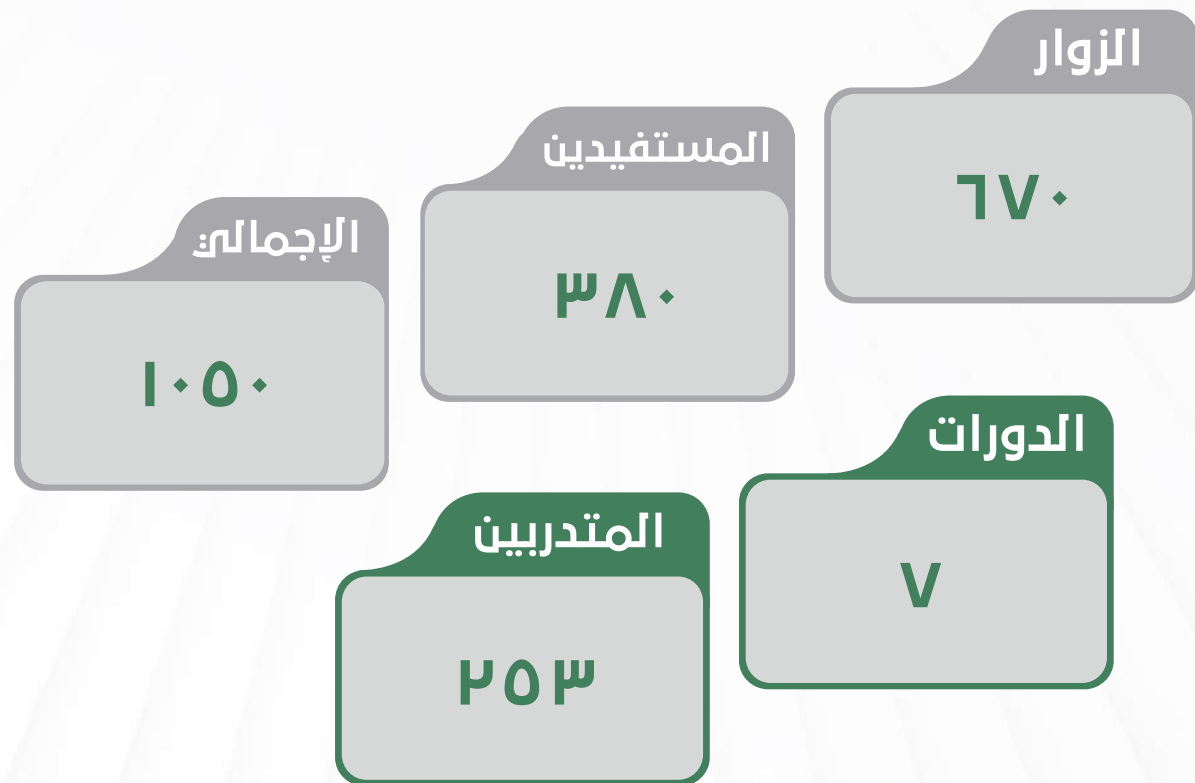 الزوار
٦٧٠
المستفيدين
٣٨٠
الإجمالي
١٠٥٠
الدورات
٧
المتدربين
٢٥٣